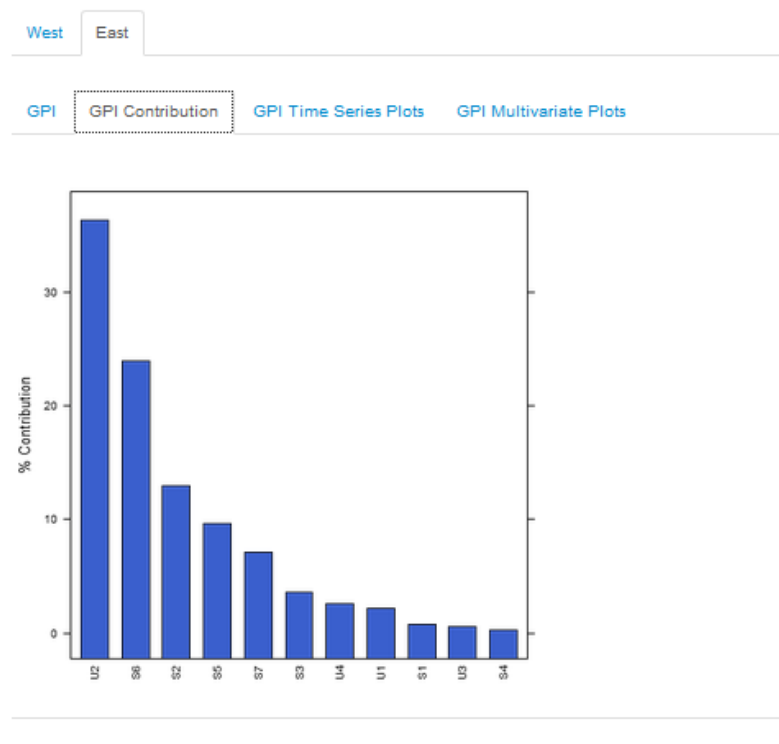 West East
GPI GPI Contribution GPI Time Series Plots GPI Multivariate Plots
% Contribution
30
20
10
0
U2 S6 S2 S5 S7 S3 U4 U1 S1 U3 S4